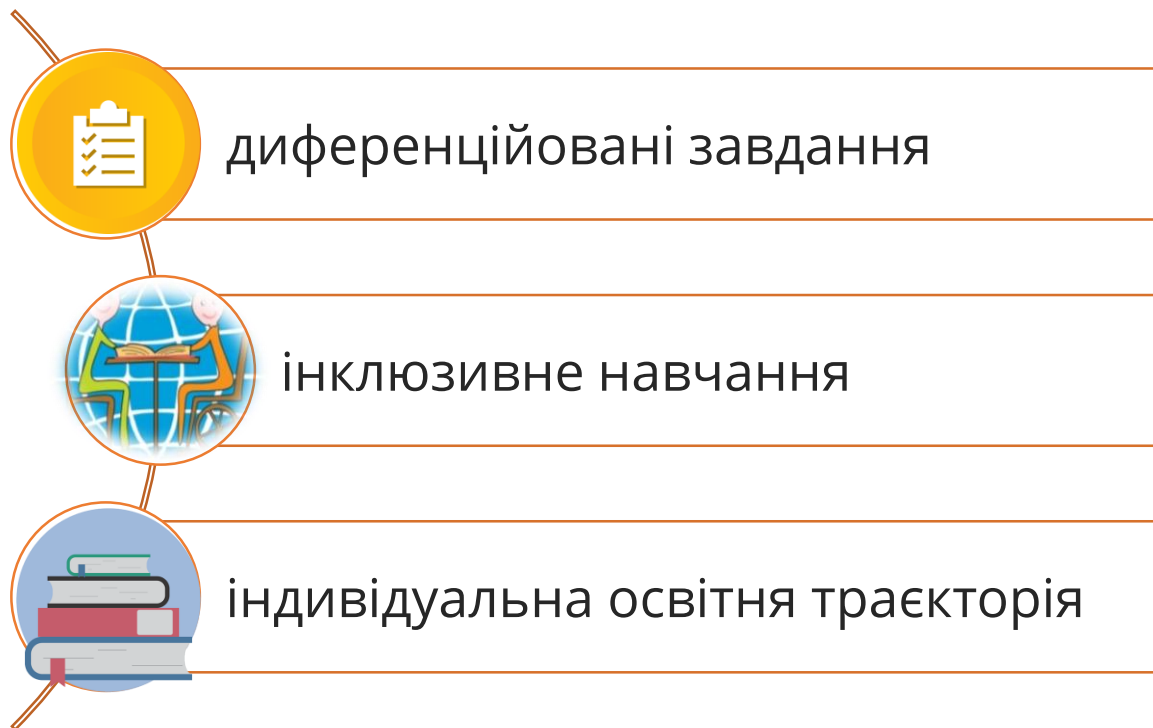 диференційовані завдання
інклюзивне навчання
індивідуальна освітня траєкторія